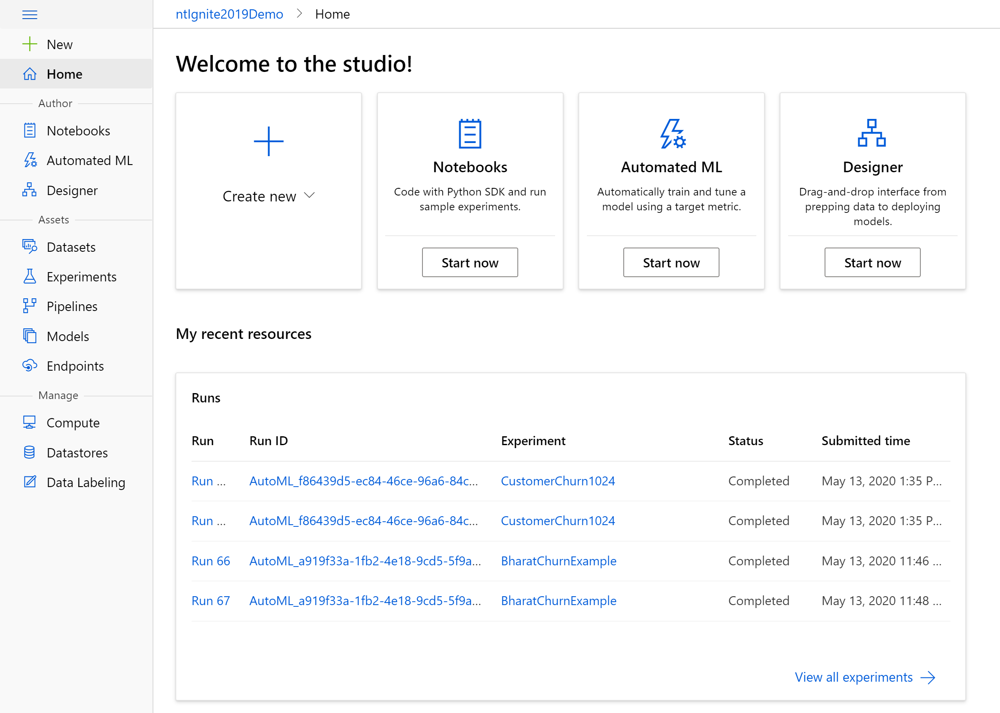 ntIgnite2019Demo > Home
New
Home
Author
Notebooks
Automated ML
Designer
Assets
Datasets
Experiments
Pipelines
Models
Endpoints
Manage
Compute
Datastores
Data Labeling
Welcome to the studio!
Create new
Notebooks
Code with Python SDK and run
sample experiments.
Start now
Automated ML
Automatically train and tune a
model using a target metric.
Start now
Designer
Drag-and-drop interface from
prepping data to deploying
models.
Start now
My recent resources
Runs
Run Run ID Experiment Status Submitted time
Run ... AutoML_f86439d5-ec84-46ce-96a6-84c... CustomerChurn1024 Completed May 13, 2020 1:35 P...
Run ... AutoML_f86439d5-ec84-46ce-96a6-84c... CustomerChurn1024 Completed May 13, 2020 1:35 P...
Run 66 AutoML_a919f33a-1fb2-4e18-9cd5-5f9a... BharatChurnExample Completed May 13, 2020 11:46 ...
Run 67 AutoML_a919f33a-1fb2-4e18-9cd5-5f9a... BharatChurnExample Completed May 13, 2020 11:48 ...
View all experiments